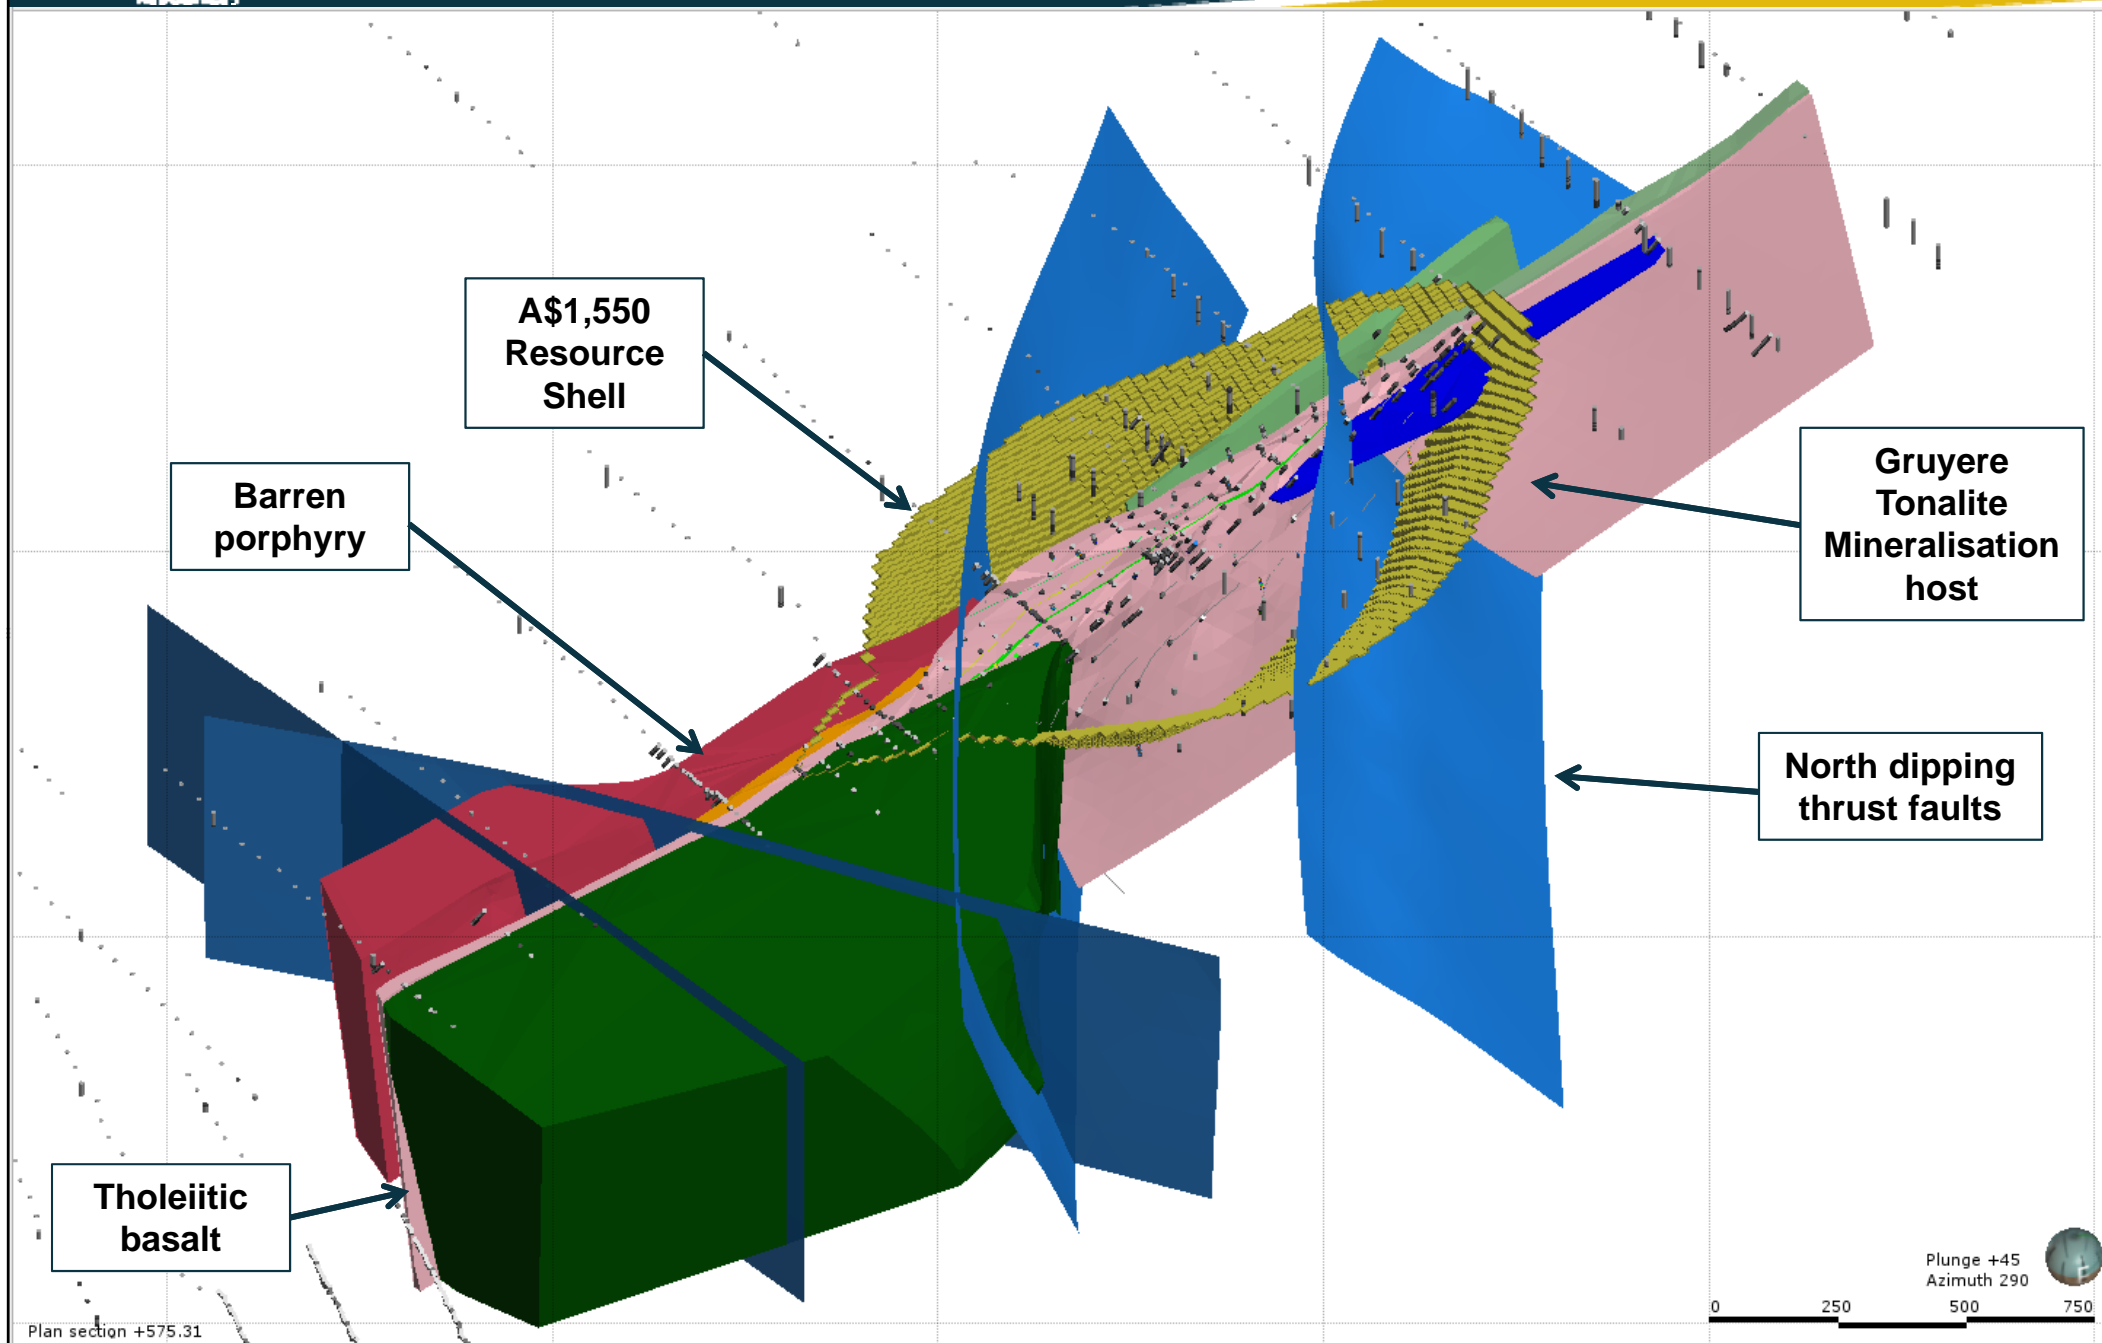 A$1,550
Resource
Shell
Barren
porphyry
Gruyere
Tonalite
Mineralisation
host
North dipping
thrust faults
Tholeiitic
basalt
Plunge +45
Azimuth 290
0 250 500 750
Plan section +575.31